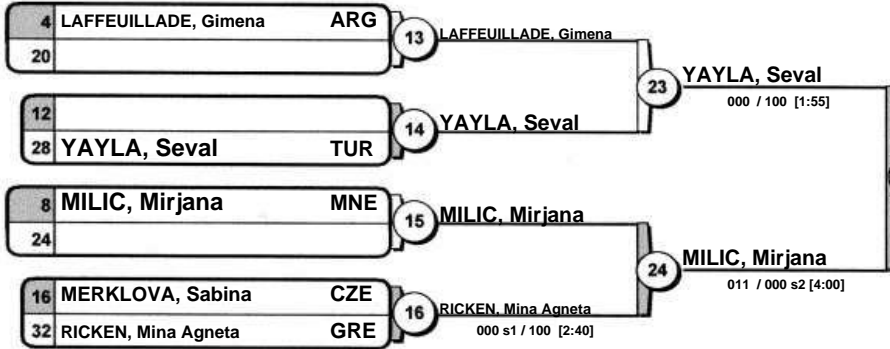 4 LAFFEUILLADE, Gimena ARG
20
13 LAFFEUILLADE, Gimena
12
28 YAYLA, Seval TUR
14 YAYLA, Seval
23 YAYLA, Seval
000 / 100 [1:55]
8 MILIC, Mirjana MNE
24
15 MILIC, Mirjana
16 MERKLOVA, Sabina CZE
32 RICKEN, Mina Agneta GRE
16 RICKEN, Mina Agneta
000 s1 / 100 [2:40]
24 MILIC, Mirjana
011 / 000 s2 [4:00]